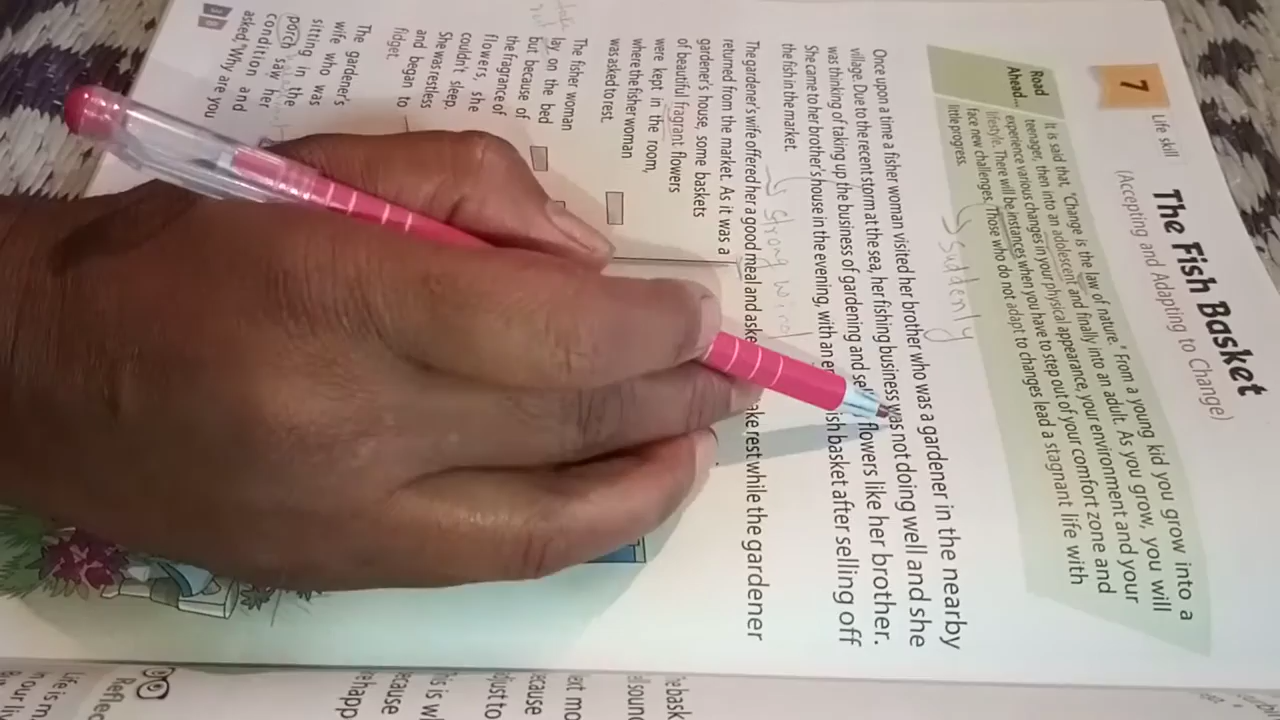 7
Life skill
The Fish Basket
(Accepting and Adapting to Change)
Road
Ahead...
It is said that, "Change is the law of nature." From a young kid you grow into a
teenager, then into an adolescent and finally into an adult. As you grow, you will
experience various changes in your physical appearance, your environment and your
lifestyle. There will be instances when you have to step out of your comfort zone and
face new challenges. Those who do not adapt to changes lead a stagnant life with
little progress.
suddenly
Once upon a time a fisher woman visited her brother who was a gardener in the nearby
village. Due to the recent storm at the sea, her fishing business was not doing well and she
was thinking of taking up the business of gardening and flowers like her brother.
She came to her brother's house in the evening, with an basket after selling off
the fish in the market.
strong wind
The gardener's wife offered her a good meal and rest while the gardener
returned from the market. As it was a
gardener's house, some baskets
of beautiful fragrant flowers
were kept in the room,
where the fisher woman
was asked to rest.
The fisher woman
lay on the bed
but because of
the fragrance of
flowers, she
couldn't sleep.
She was restless
and began to
fidget.
The gardener's
wife who was
sitting in the
porch saw her
condition and
asked, "Why are you
38
Reflec
Life is m